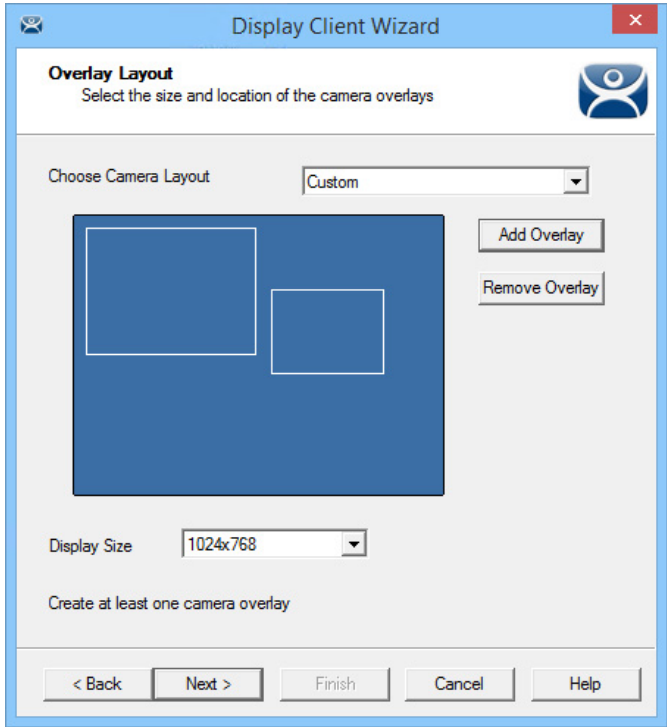 Display Client Wizard
Overlay Layout
Select the size and location of the camera overlays
Choose Camera Layout
Custom
Add Overlay
Remove Overlay
Display Size
1024x768
Create at least one camera overlay
< Back
Next >
Finish
Cancel
Help